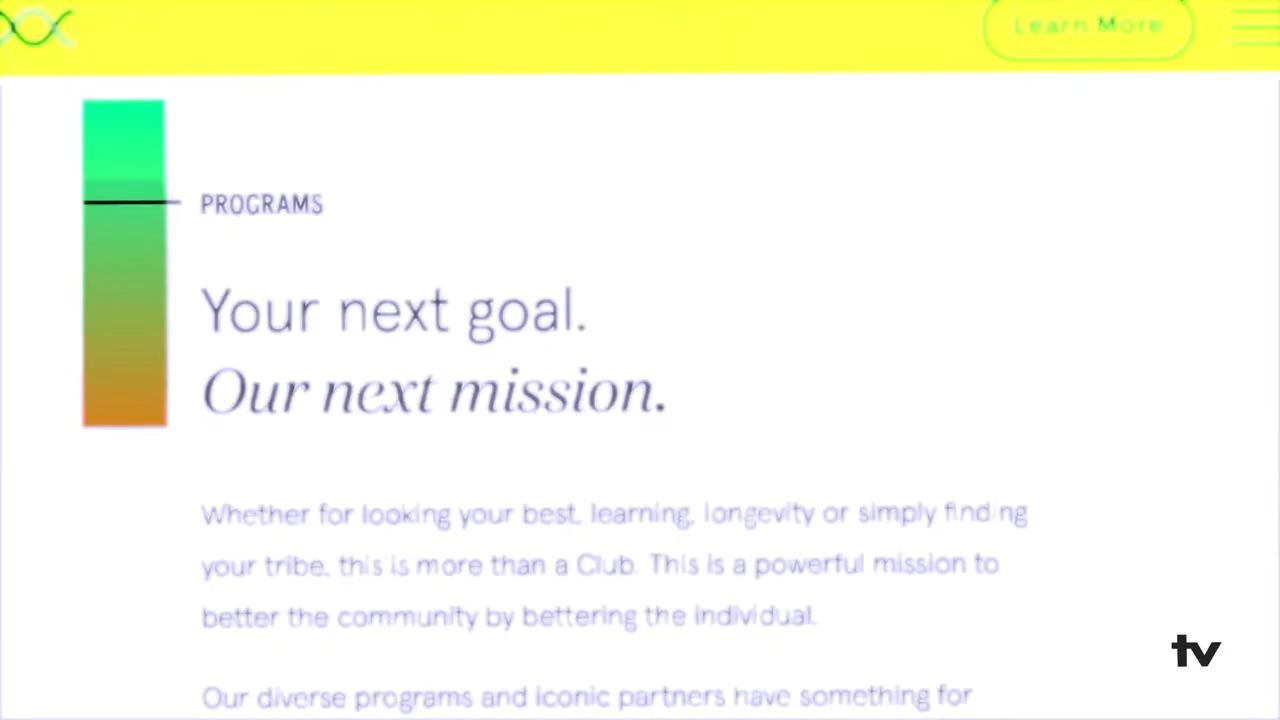 Learn More
PROGRAMS
Your next goal.
Our next mission.
Whether for looking your best, learning, longevity or simply finding
your tribe, this is more than a Club. This is a powerful mission to
better the community by bettering the individual.
Our diverse programs and iconic partners have something for
tv